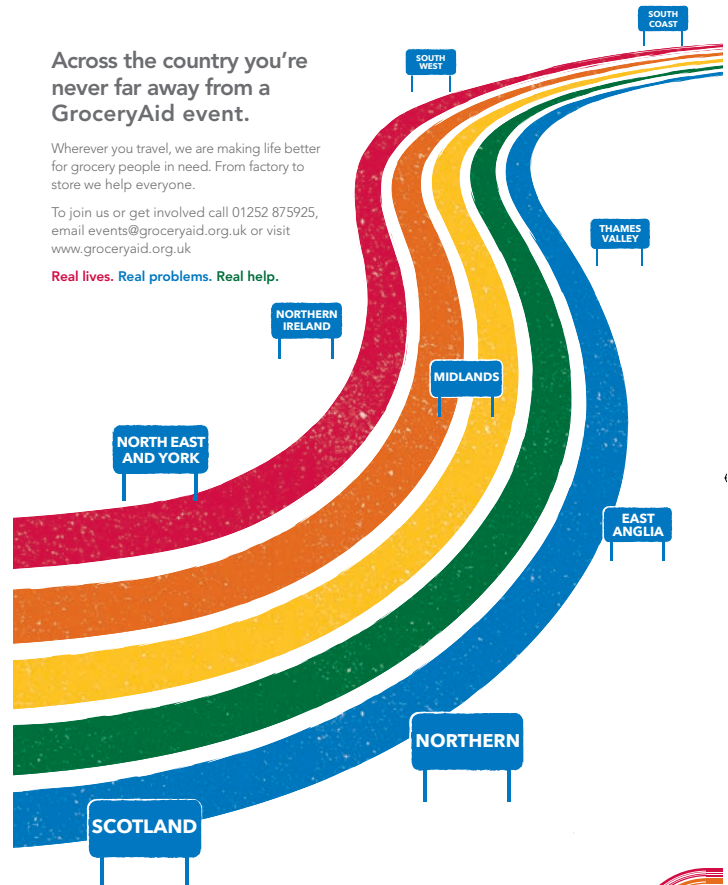 SOUTH
COAST
SOUTH
WEST
Across the country you're
never far away from a
GroceryAid event.
Wherever you travel, we are making life better
for grocery people in need. From factory to
store we help everyone.
To join us or get involved call 01252 875925,
email events@groceryaid.org.uk or visit
www.groceryaid.org.uk
Real lives. Real problems. Real help.
THAMES
VALLEY
NORTHERN
IRELAND
MIDLANDS
NORTH EAST
AND YORK
EAST
ANGLIA
NORTHERN
SCOTLAND